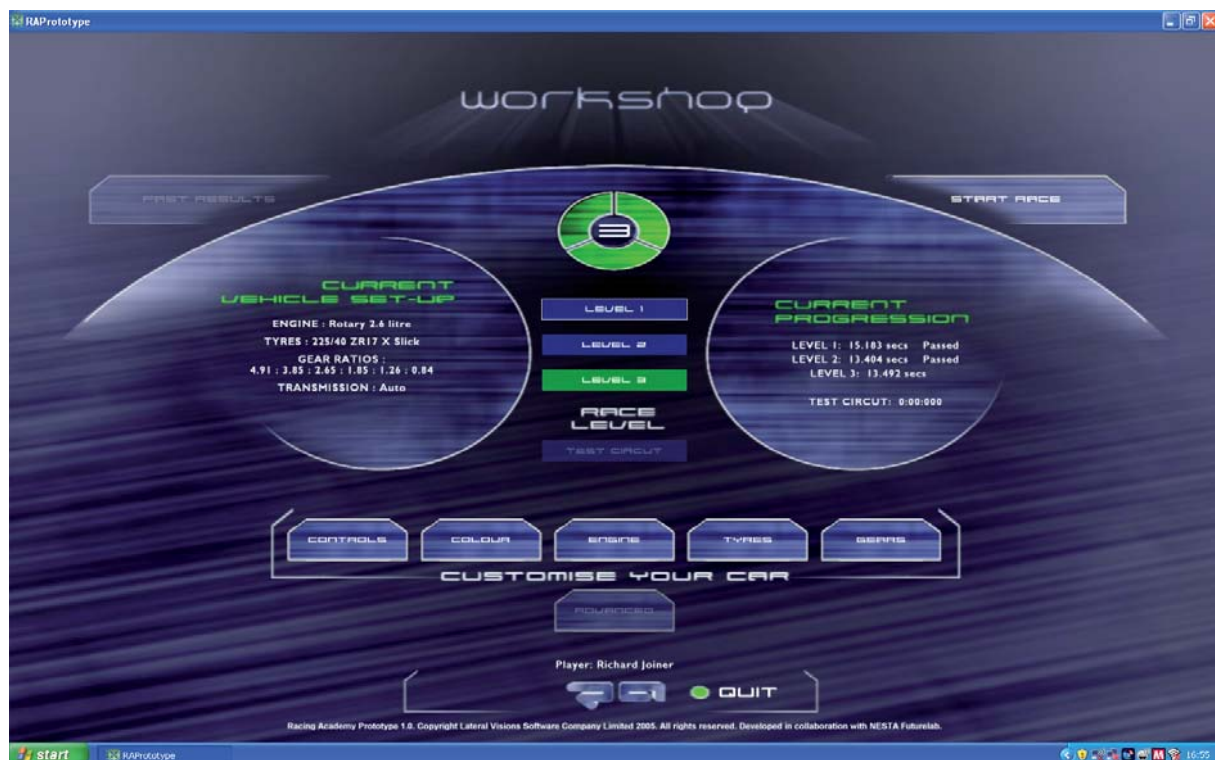 RAPrototype
workshop
PAST RESULTS
START RACE
3
CURRENT
VEHICLE SET-UP
ENGINE : Rotary 2.6 litre
TYRES : 225/40 ZR17 X Slick
GEAR RATIOS :
4.91 : 3.85 : 2.65 : 1.85 : 1.26 : 0.84
TRANSMISSION : Auto
LEVEL 1
LEVEL 2
LEVEL 3
RACE
LEVEL
TEST CIRCUT
CURRENT
PROGRESSION
LEVEL 1: 15.183 secs Passed
LEVEL 2: 13.404 secs Passed
LEVEL 3: 13.492 secs
TEST CIRCUT: 0:00:000
CONTROLS
COLOUR
ENGINE
TYRES
GEARS
CUSTOMISE YOUR CAR
ADVANCED
Player: Richard Joiner
QUIT
Racing Academy Prototype 1.0. Copyright Lateral Visions Software Company Limited 2005. All rights reserved. Developed in collaboration with NESTA Futurelab.
start
RAPrototype
16:55